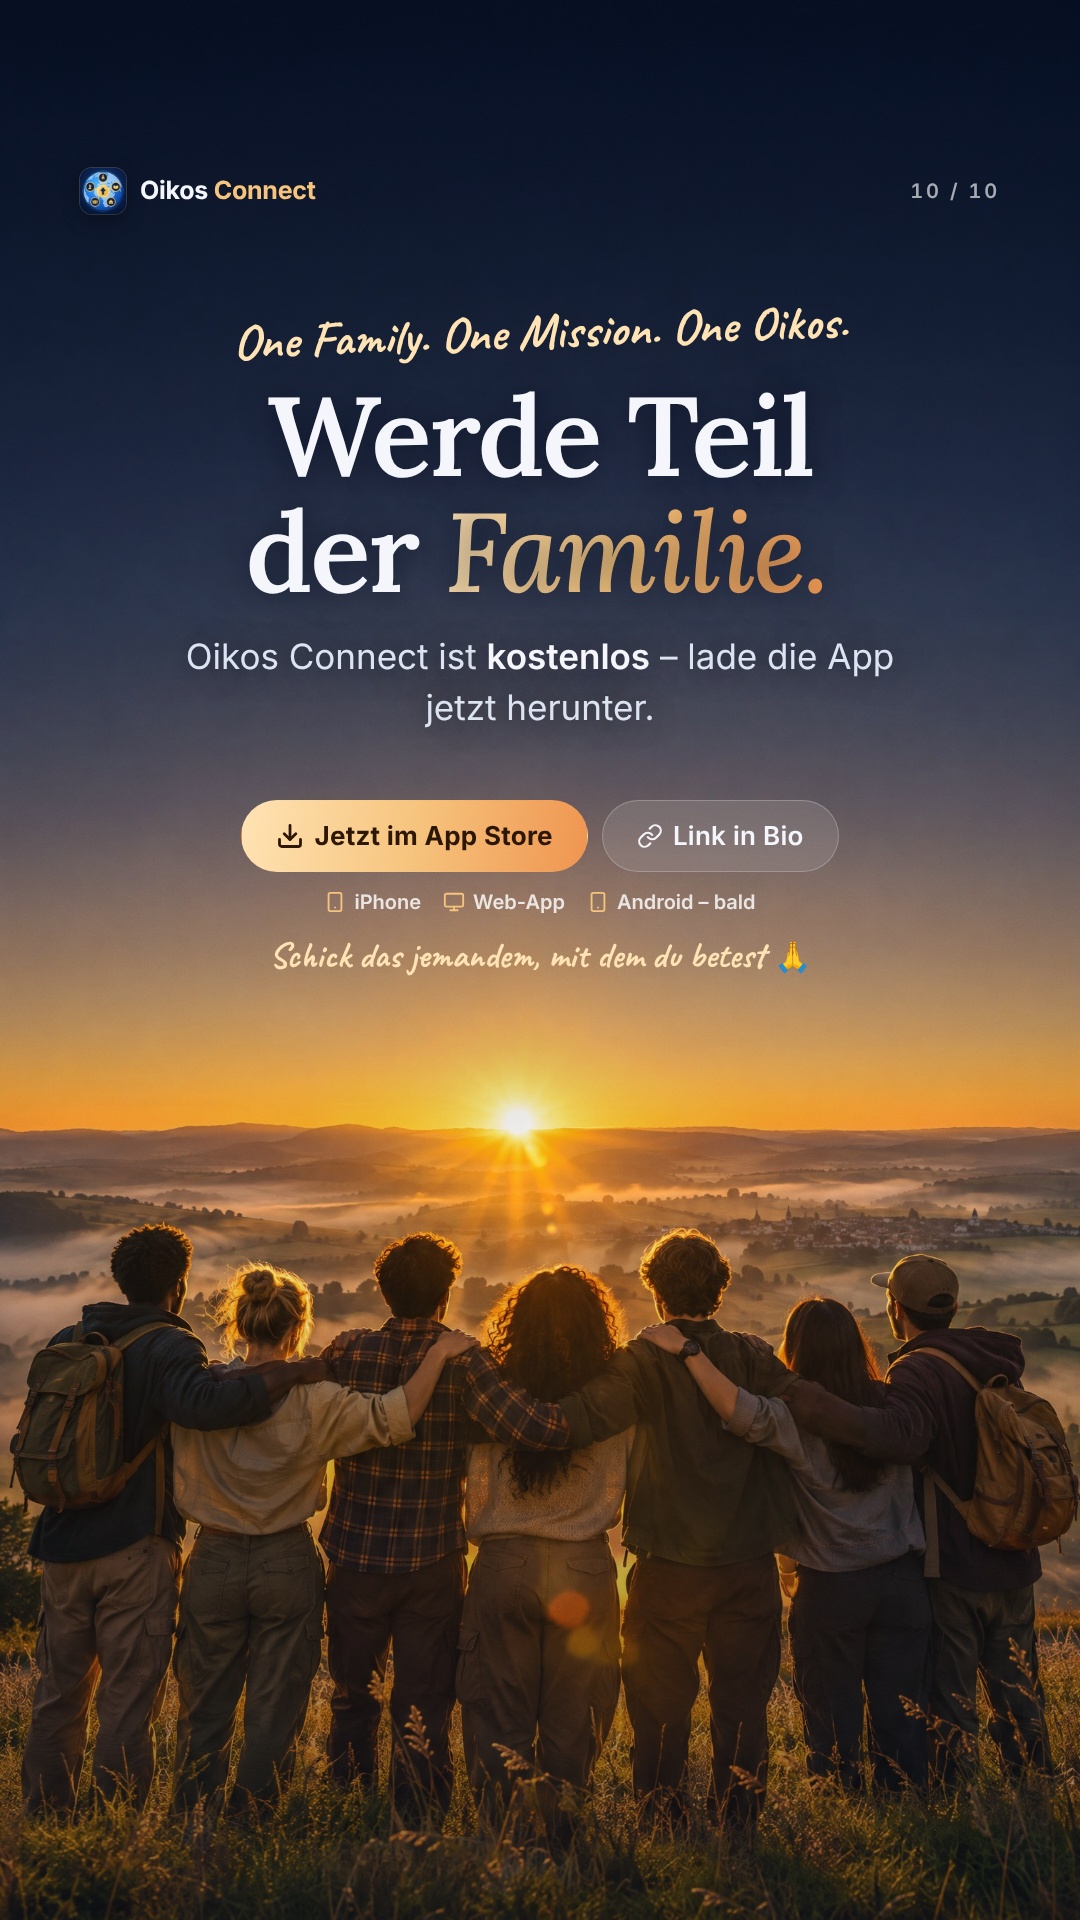 Oikos Connect
10 / 10
One Family. One Mission. One Oikos.
Werde Teil
der Familie.
Oikos Connect ist kostenlos – lade die App
jetzt herunter.
Jetzt im App Store
Link in Bio
iPhone
Web-App
Android – bald
Schick das jemandem, mit dem du betest 🙏